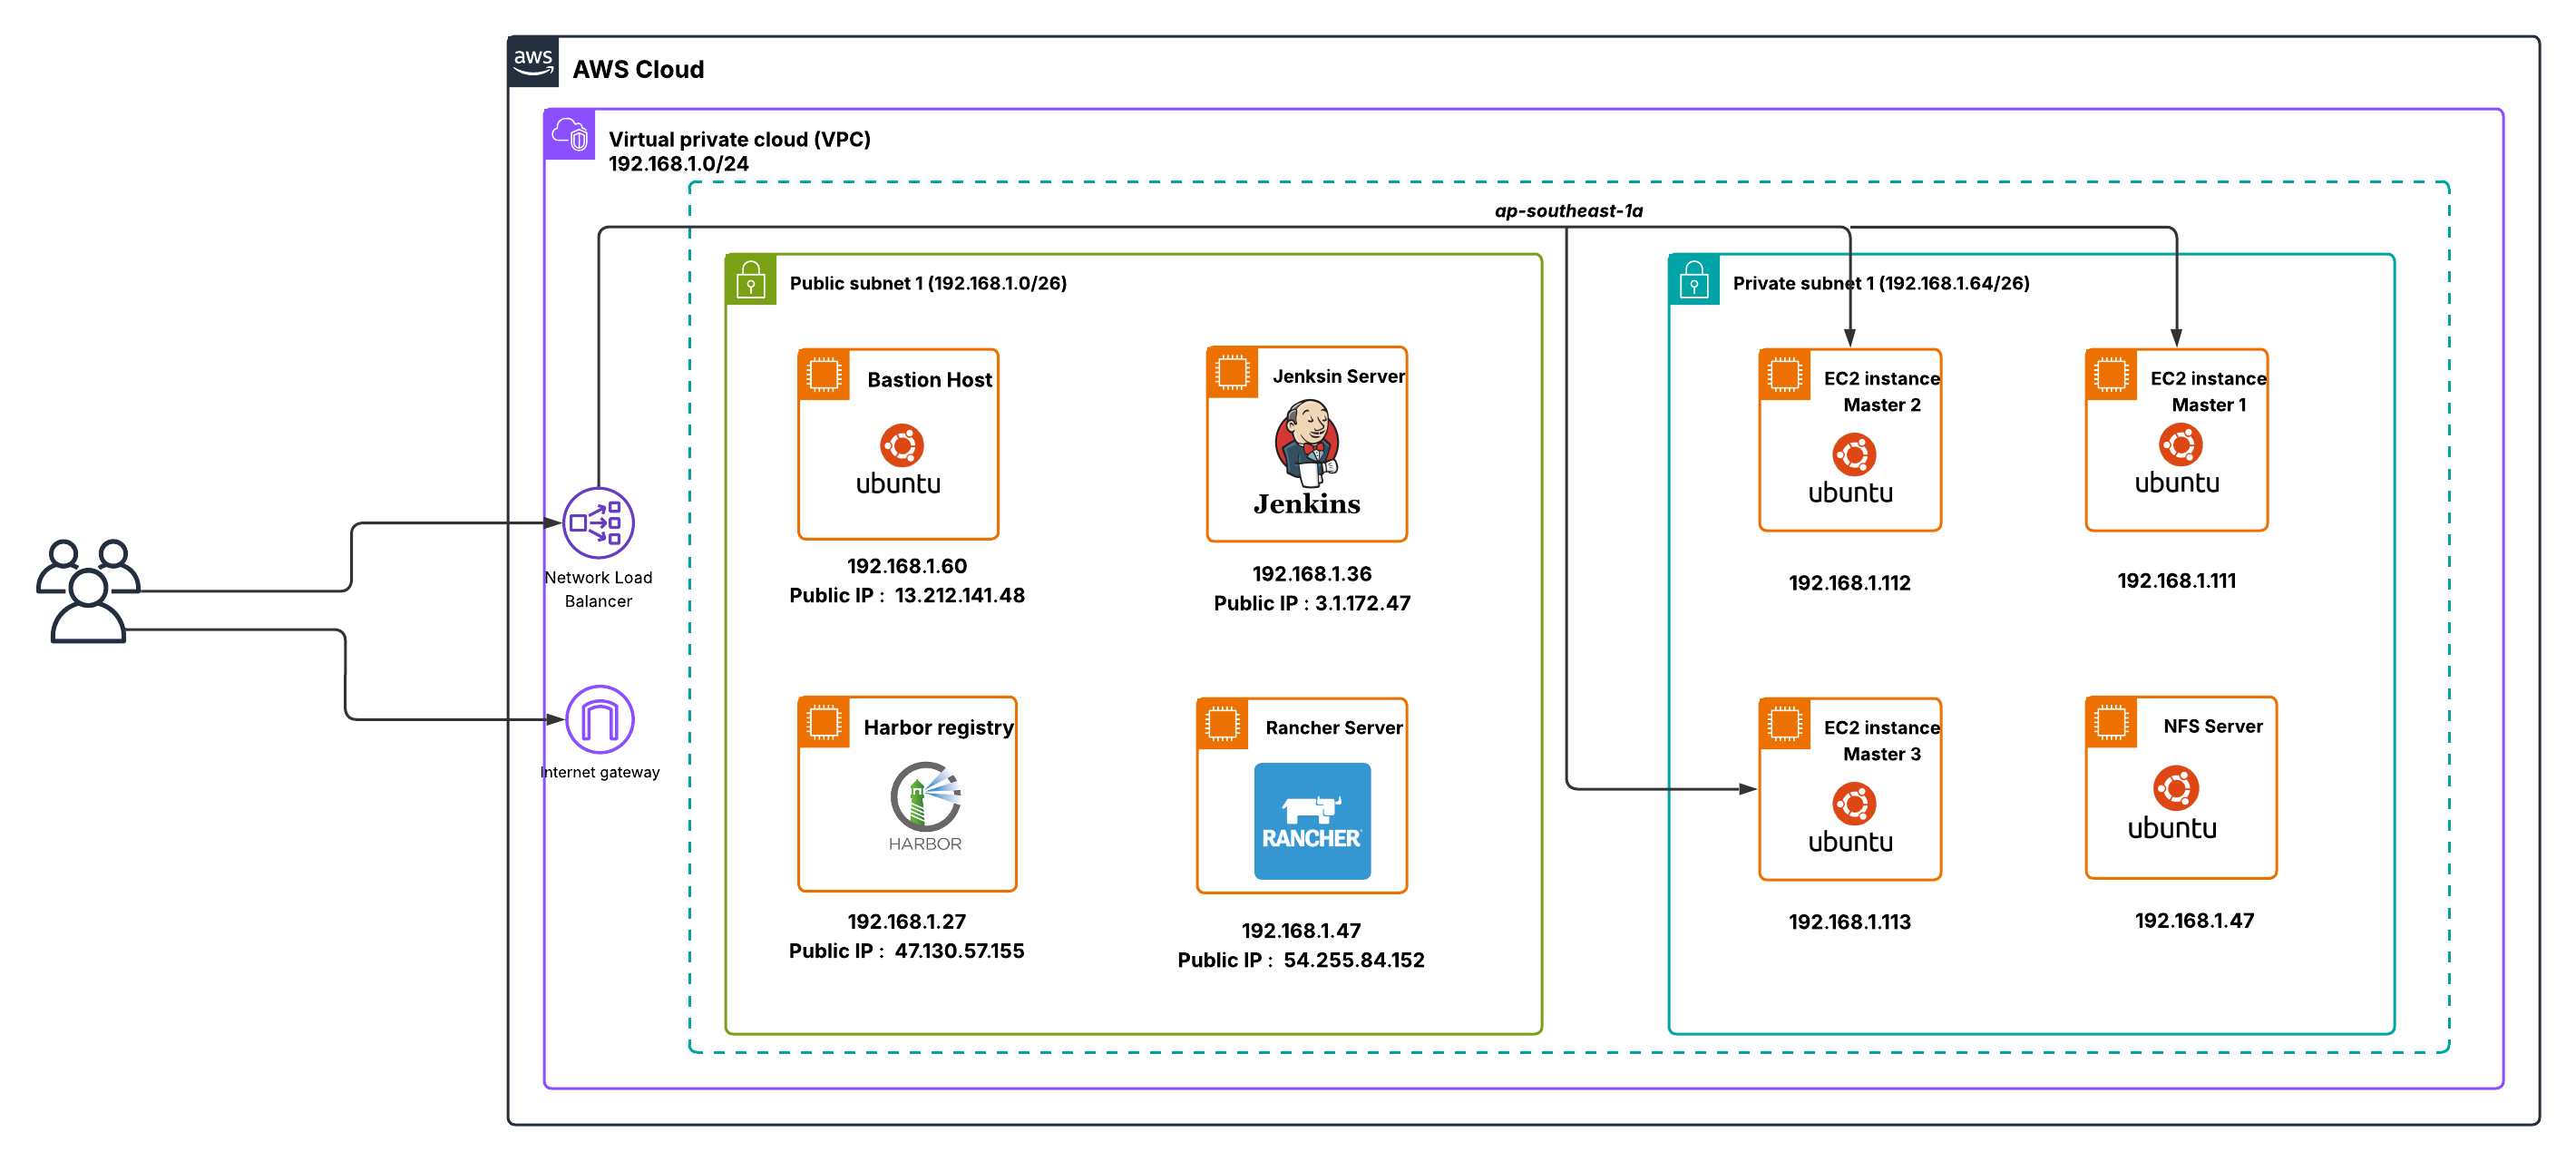 aws
AWS Cloud
Virtual private cloud (VPC)
192.168.1.0/24
ap-southeast-1a
Public subnet 1 (192.168.1.0/26)
Bastion Host
ubuntu
192.168.1.60
Public IP : 13.212.141.48
Jenksin Server
Jenkins
192.168.1.36
Public IP : 3.1.172.47
Harbor registry
HARBOR
192.168.1.27
Public IP : 47.130.57.155
Rancher Server
RANCHER
192.168.1.47
Public IP : 54.255.84.152
Private subnet 1 (192.168.1.64/26)
EC2 instance
Master 2
ubuntu
192.168.1.112
EC2 instance
Master 1
ubuntu
192.168.1.111
EC2 instance
Master 3
ubuntu
192.168.1.113
NFS Server
ubuntu
192.168.1.47
Network Load
Balancer
Internet gateway